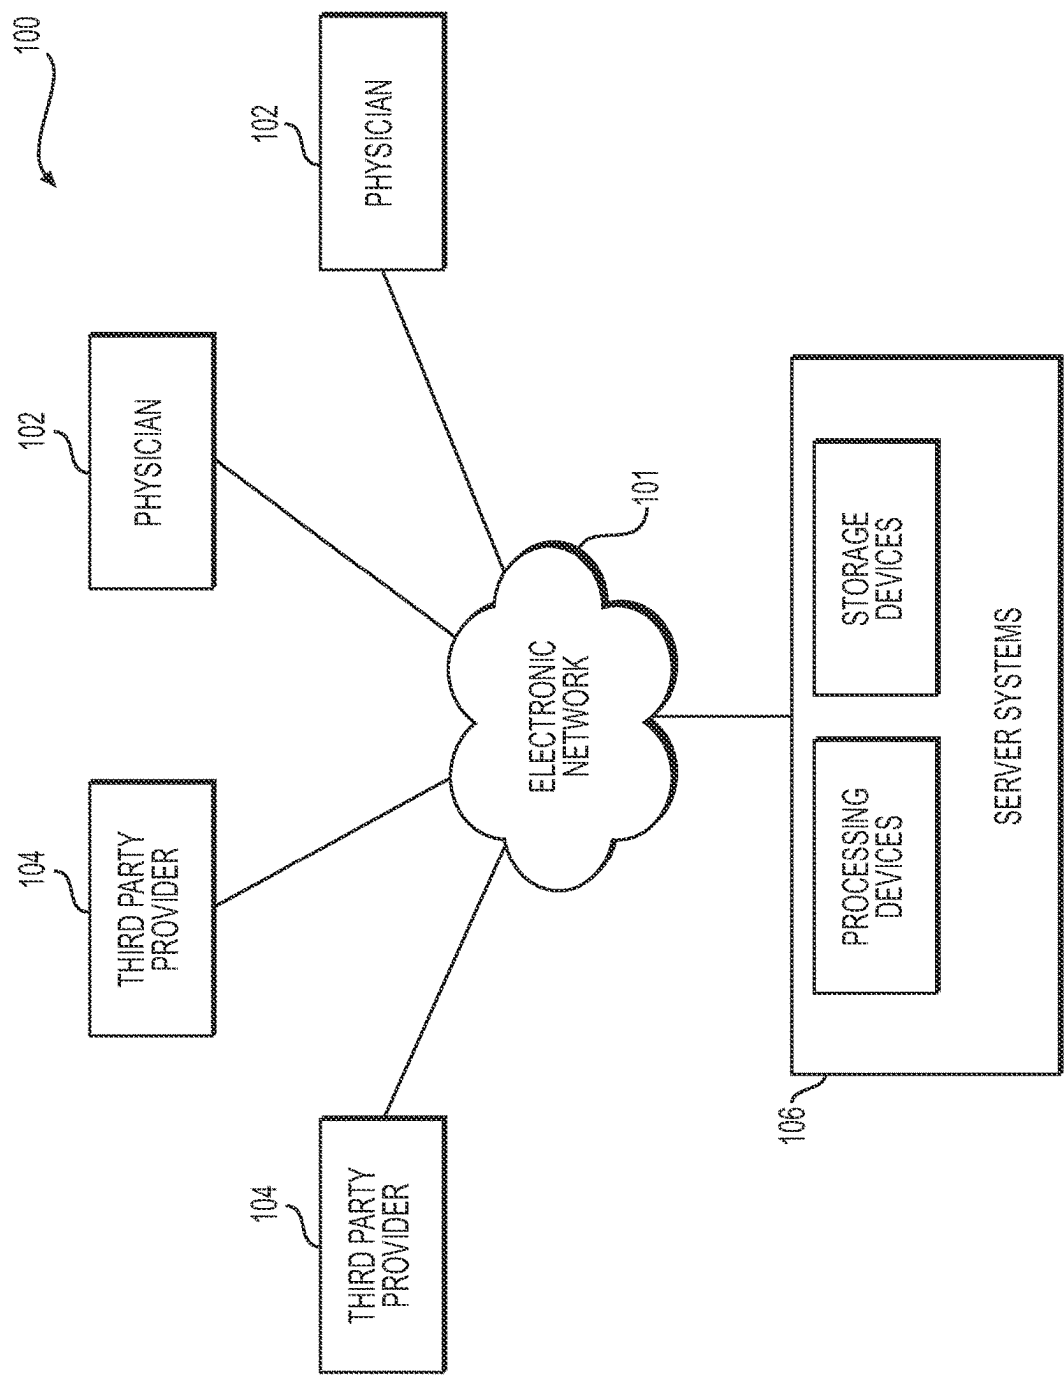 100
104
THIRD PARTY
PROVIDER
102
PHYSICIAN
104
THIRD PARTY
PROVIDER
102
PHYSICIAN
ELECTRONIC
NETWORK
101
106
PROCESSING
DEVICES
STORAGE
DEVICES
SERVER SYSTEMS